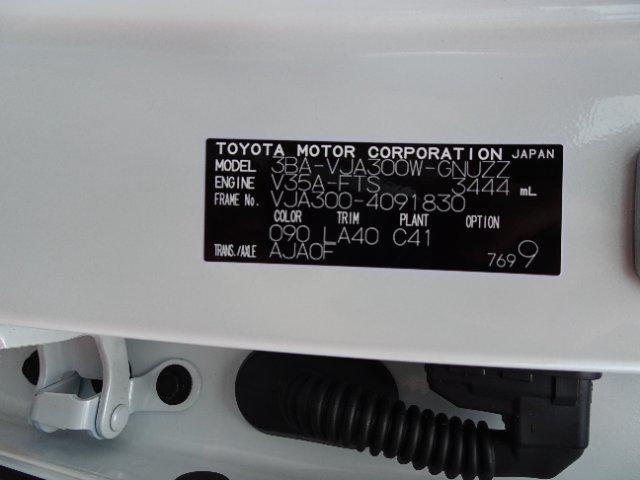 TOYOTA MOTOR CORPORATION JAPAN
MODEL 3BA-VJA300W-GNUZZ
ENGINE V35A-FTS 3444 mL
FRAME No. VJA300-4091830
COLOR TRIM PLANT OPTION
090 LA40 C41
TRANS./AXLE AJA0F
769 9